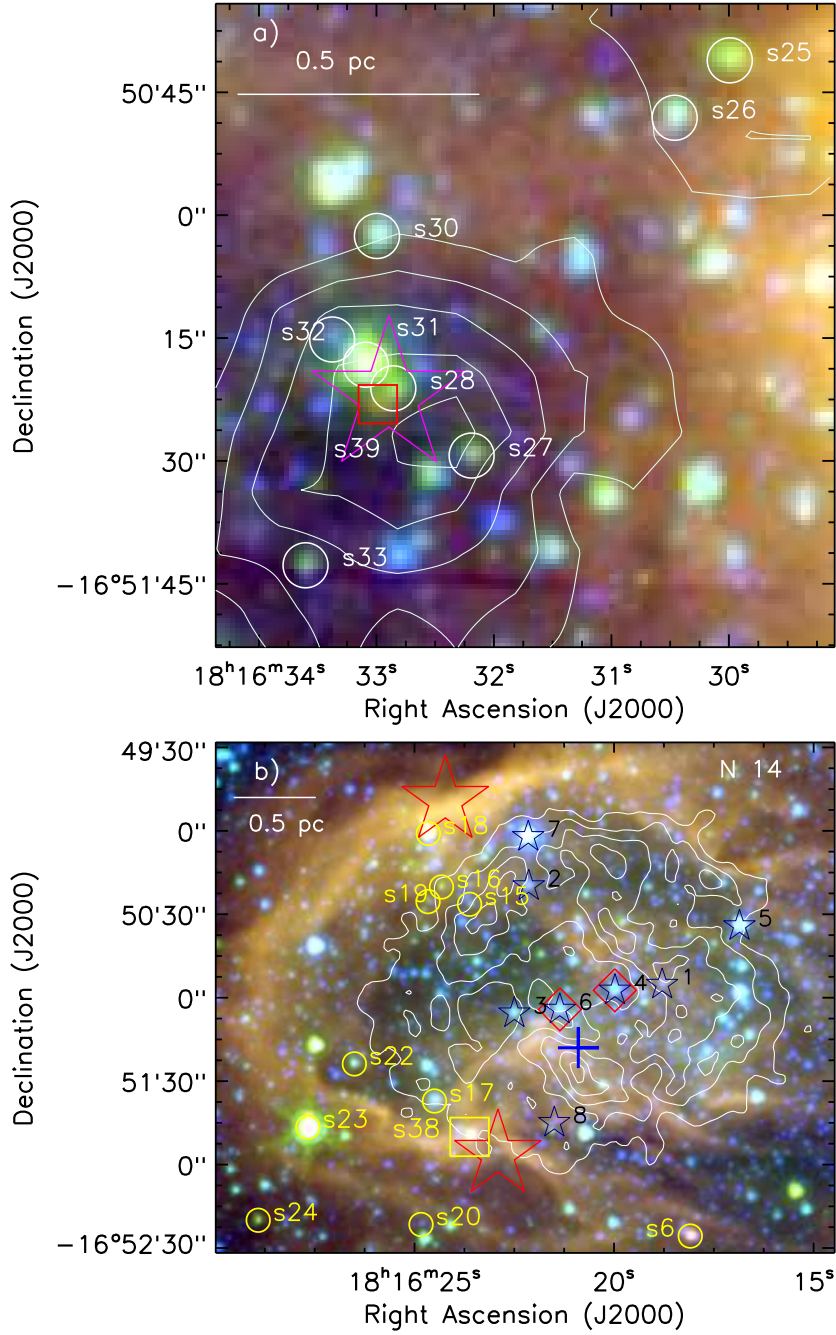 a)
0.5 pc
s25
s26
50'45''
0''
s30
15''
s32
s31
s28
30''
s39
s27
s33
−16°51'45''
18ʰ16ᵐ34ˢ
33ˢ
32ˢ
31ˢ
30ˢ
Right Ascension (J2000)
Declination (J2000)
49'30''
b)
N 14
0.5 pc
0''
s18
7
s16
2
s19
s15
50'30''
5
0''
1
4
6
3
s22
51'30''
s17
s23
s38
8
0''
s24
s20
s6
−16°52'30''
18ʰ16ᵐ25ˢ
20ˢ
15ˢ
Right Ascension (J2000)
Declination (J2000)